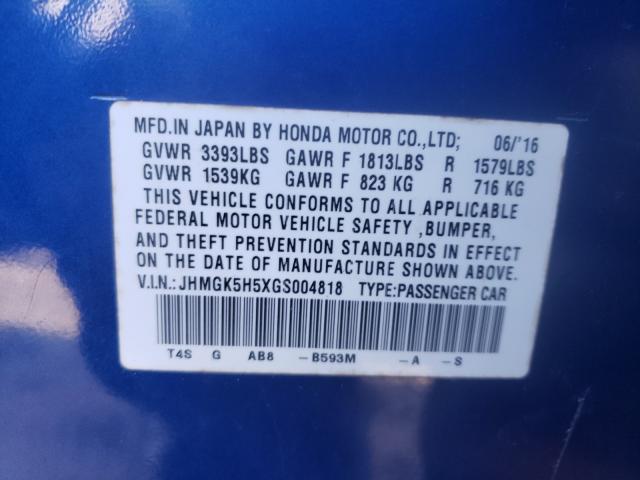 MFD.IN JAPAN BY HONDA MOTOR CO.,LTD; 06/'16
GVWR 3393LBS GAWR F 1813LBS R 1579LBS
GVWR 1539KG GAWR F 823 KG R 716 KG
THIS VEHICLE CONFORMS TO ALL APPLICABLE
FEDERAL MOTOR VEHICLE SAFETY ,BUMPER,
AND THEFT PREVENTION STANDARDS IN EFFECT
ON THE DATE OF MANUFACTURE SHOWN ABOVE.
V.I.N.: JHMGK5H5XGS004818 TYPE:PASSENGER CAR
T4S G AB8 -B593M -A -S